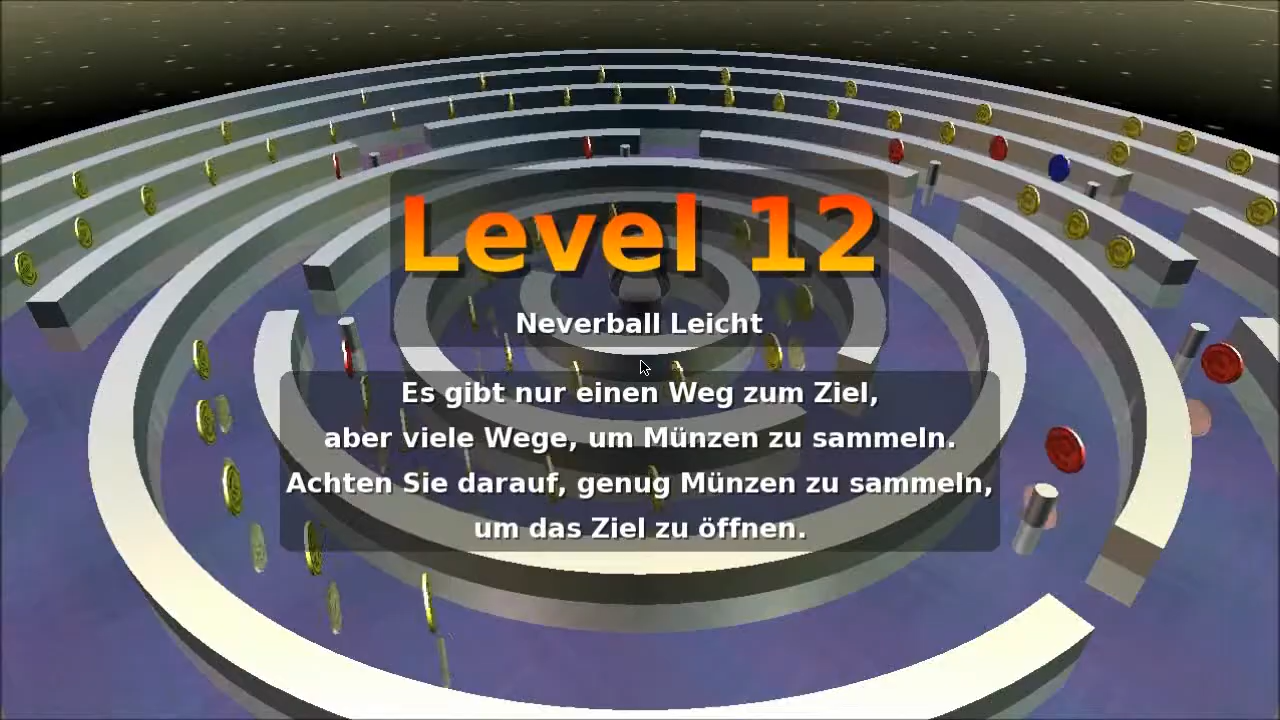 Level 12
Neverball Leicht
Es gibt nur einen Weg zum Ziel,
aber viele Wege, um Münzen zu sammeln.
Achten Sie darauf, genug Münzen zu sammeln,
um das Ziel zu öffnen.